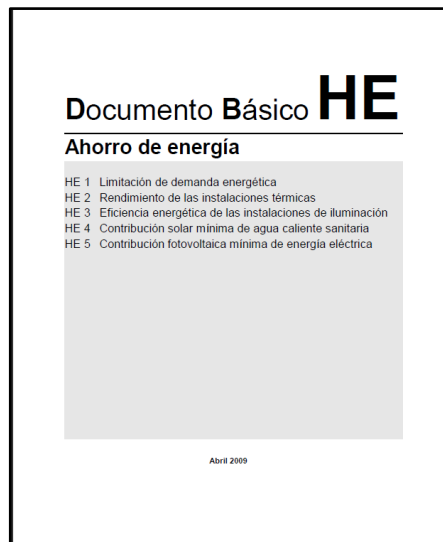 Documento Básico HE
Ahorro de energía
HE 1 Limitación de demanda energética
HE 2 Rendimiento de las instalaciones térmicas
HE 3 Eficiencia energética de las instalaciones de iluminación
HE 4 Contribución solar mínima de agua caliente sanitaria
HE 5 Contribución fotovoltaica mínima de energía eléctrica
Abril 2009